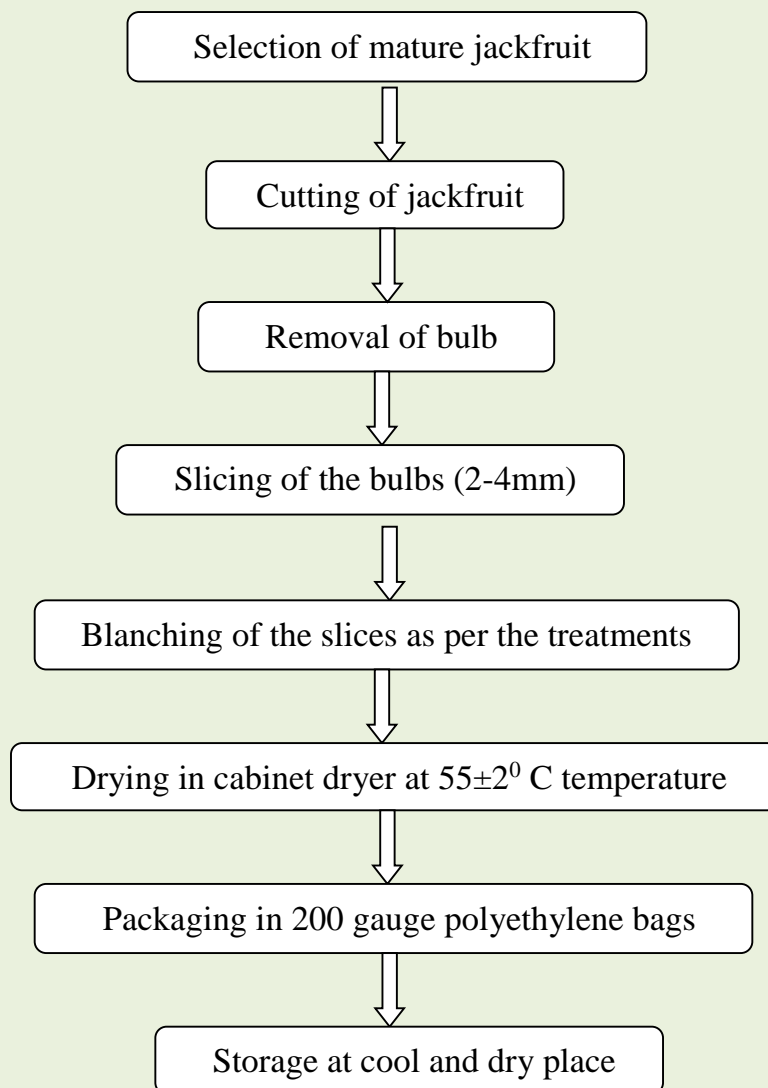 Selection of mature jackfruit
Cutting of jackfruit
Removal of bulb
Slicing of the bulbs (2-4mm)
Blanching of the slices as per the treatments
Drying in cabinet dryer at 55±2⁰ C temperature
Packaging in 200 gauge polyethylene bags
Storage at cool and dry place